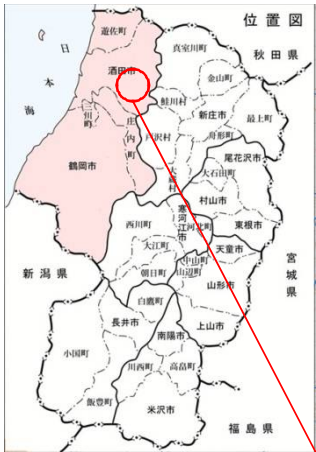 位置図
日本海
遊佐町
真室川町
秋田県
酒田市
金山町
鮭川村
新庄市
最上町
三川町
庄内町
戸沢村
舟形町
尾花沢市
鶴岡市
大蔵村
大石田町
村山市
寒河江市
河北町
東根市
西川町
天童市
大江町
中山町
新潟県
朝日町
山辺町
山形市
宮城県
白鷹町
長井市
上山市
南陽市
小国町
川西町
高畠町
飯豊町
米沢市
福島県